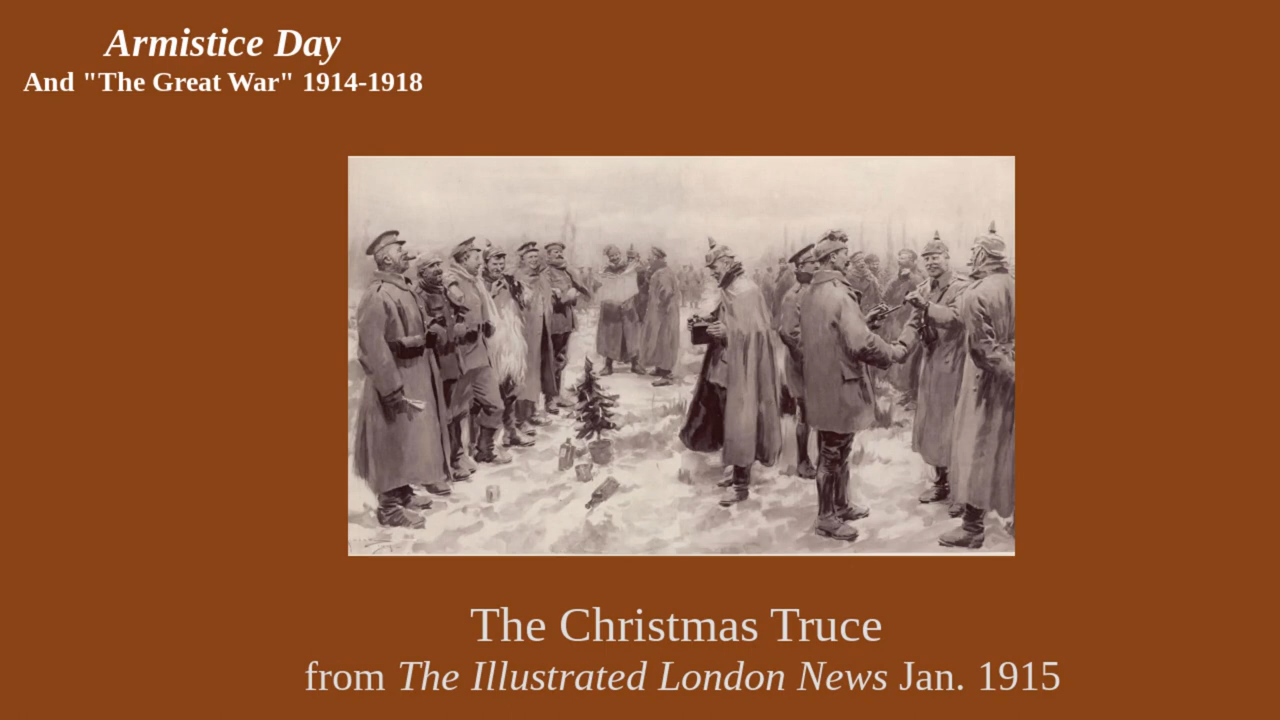 Armistice Day
And "The Great War" 1914-1918
The Christmas Truce
from The Illustrated London News Jan. 1915